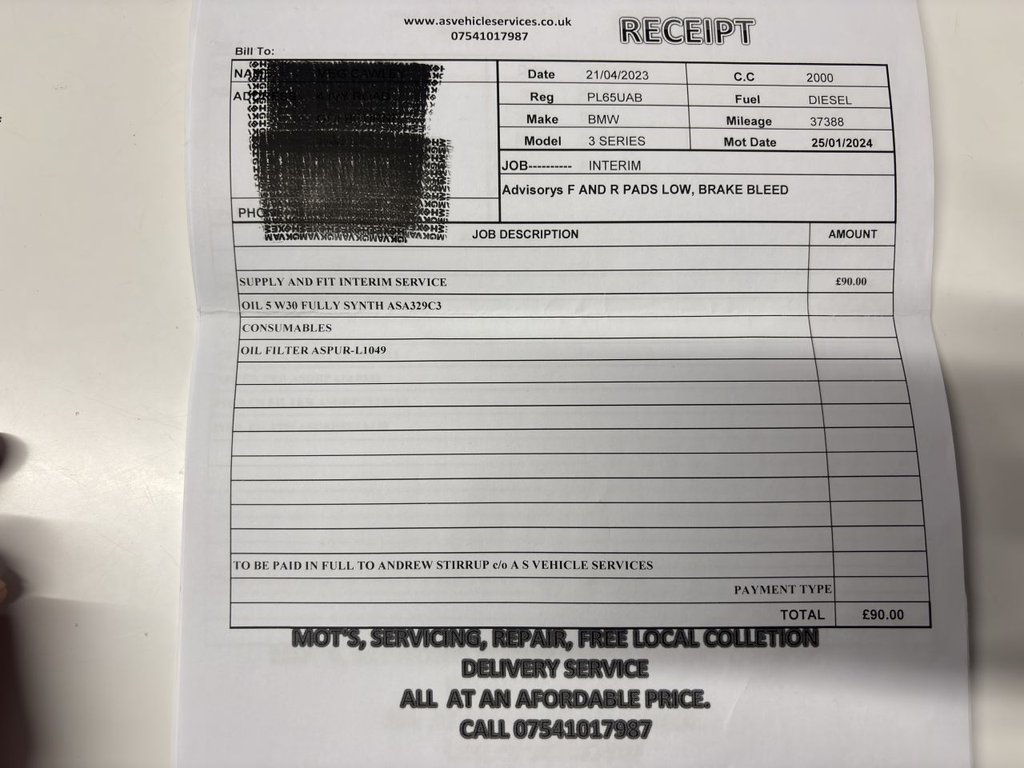 www.asvehicleservices.co.uk
07541017987
RECEIPT
Bill To:
Date 21/04/2023 C.C 2000
Reg PL65UAB Fuel DIESEL
Make BMW Mileage 37388
Model 3 SERIES Mot Date 25/01/2024
JOB---------- INTERIM
Advisorys F AND R PADS LOW, BRAKE BLEED
JOB DESCRIPTION AMOUNT
SUPPLY AND FIT INTERIM SERVICE £90.00
OIL 5 W30 FULLY SYNTH ASA329C3
CONSUMABLES
OIL FILTER ASPUR-L1049
TO BE PAID IN FULL TO ANDREW STIRRUP c/o A S VEHICLE SERVICES
PAYMENT TYPE
TOTAL £90.00
MOT'S, SERVICING, REPAIR, FREE LOCAL COLLETION
DELIVERY SERVICE
ALL AT AN AFORDABLE PRICE.
CALL 07541017987